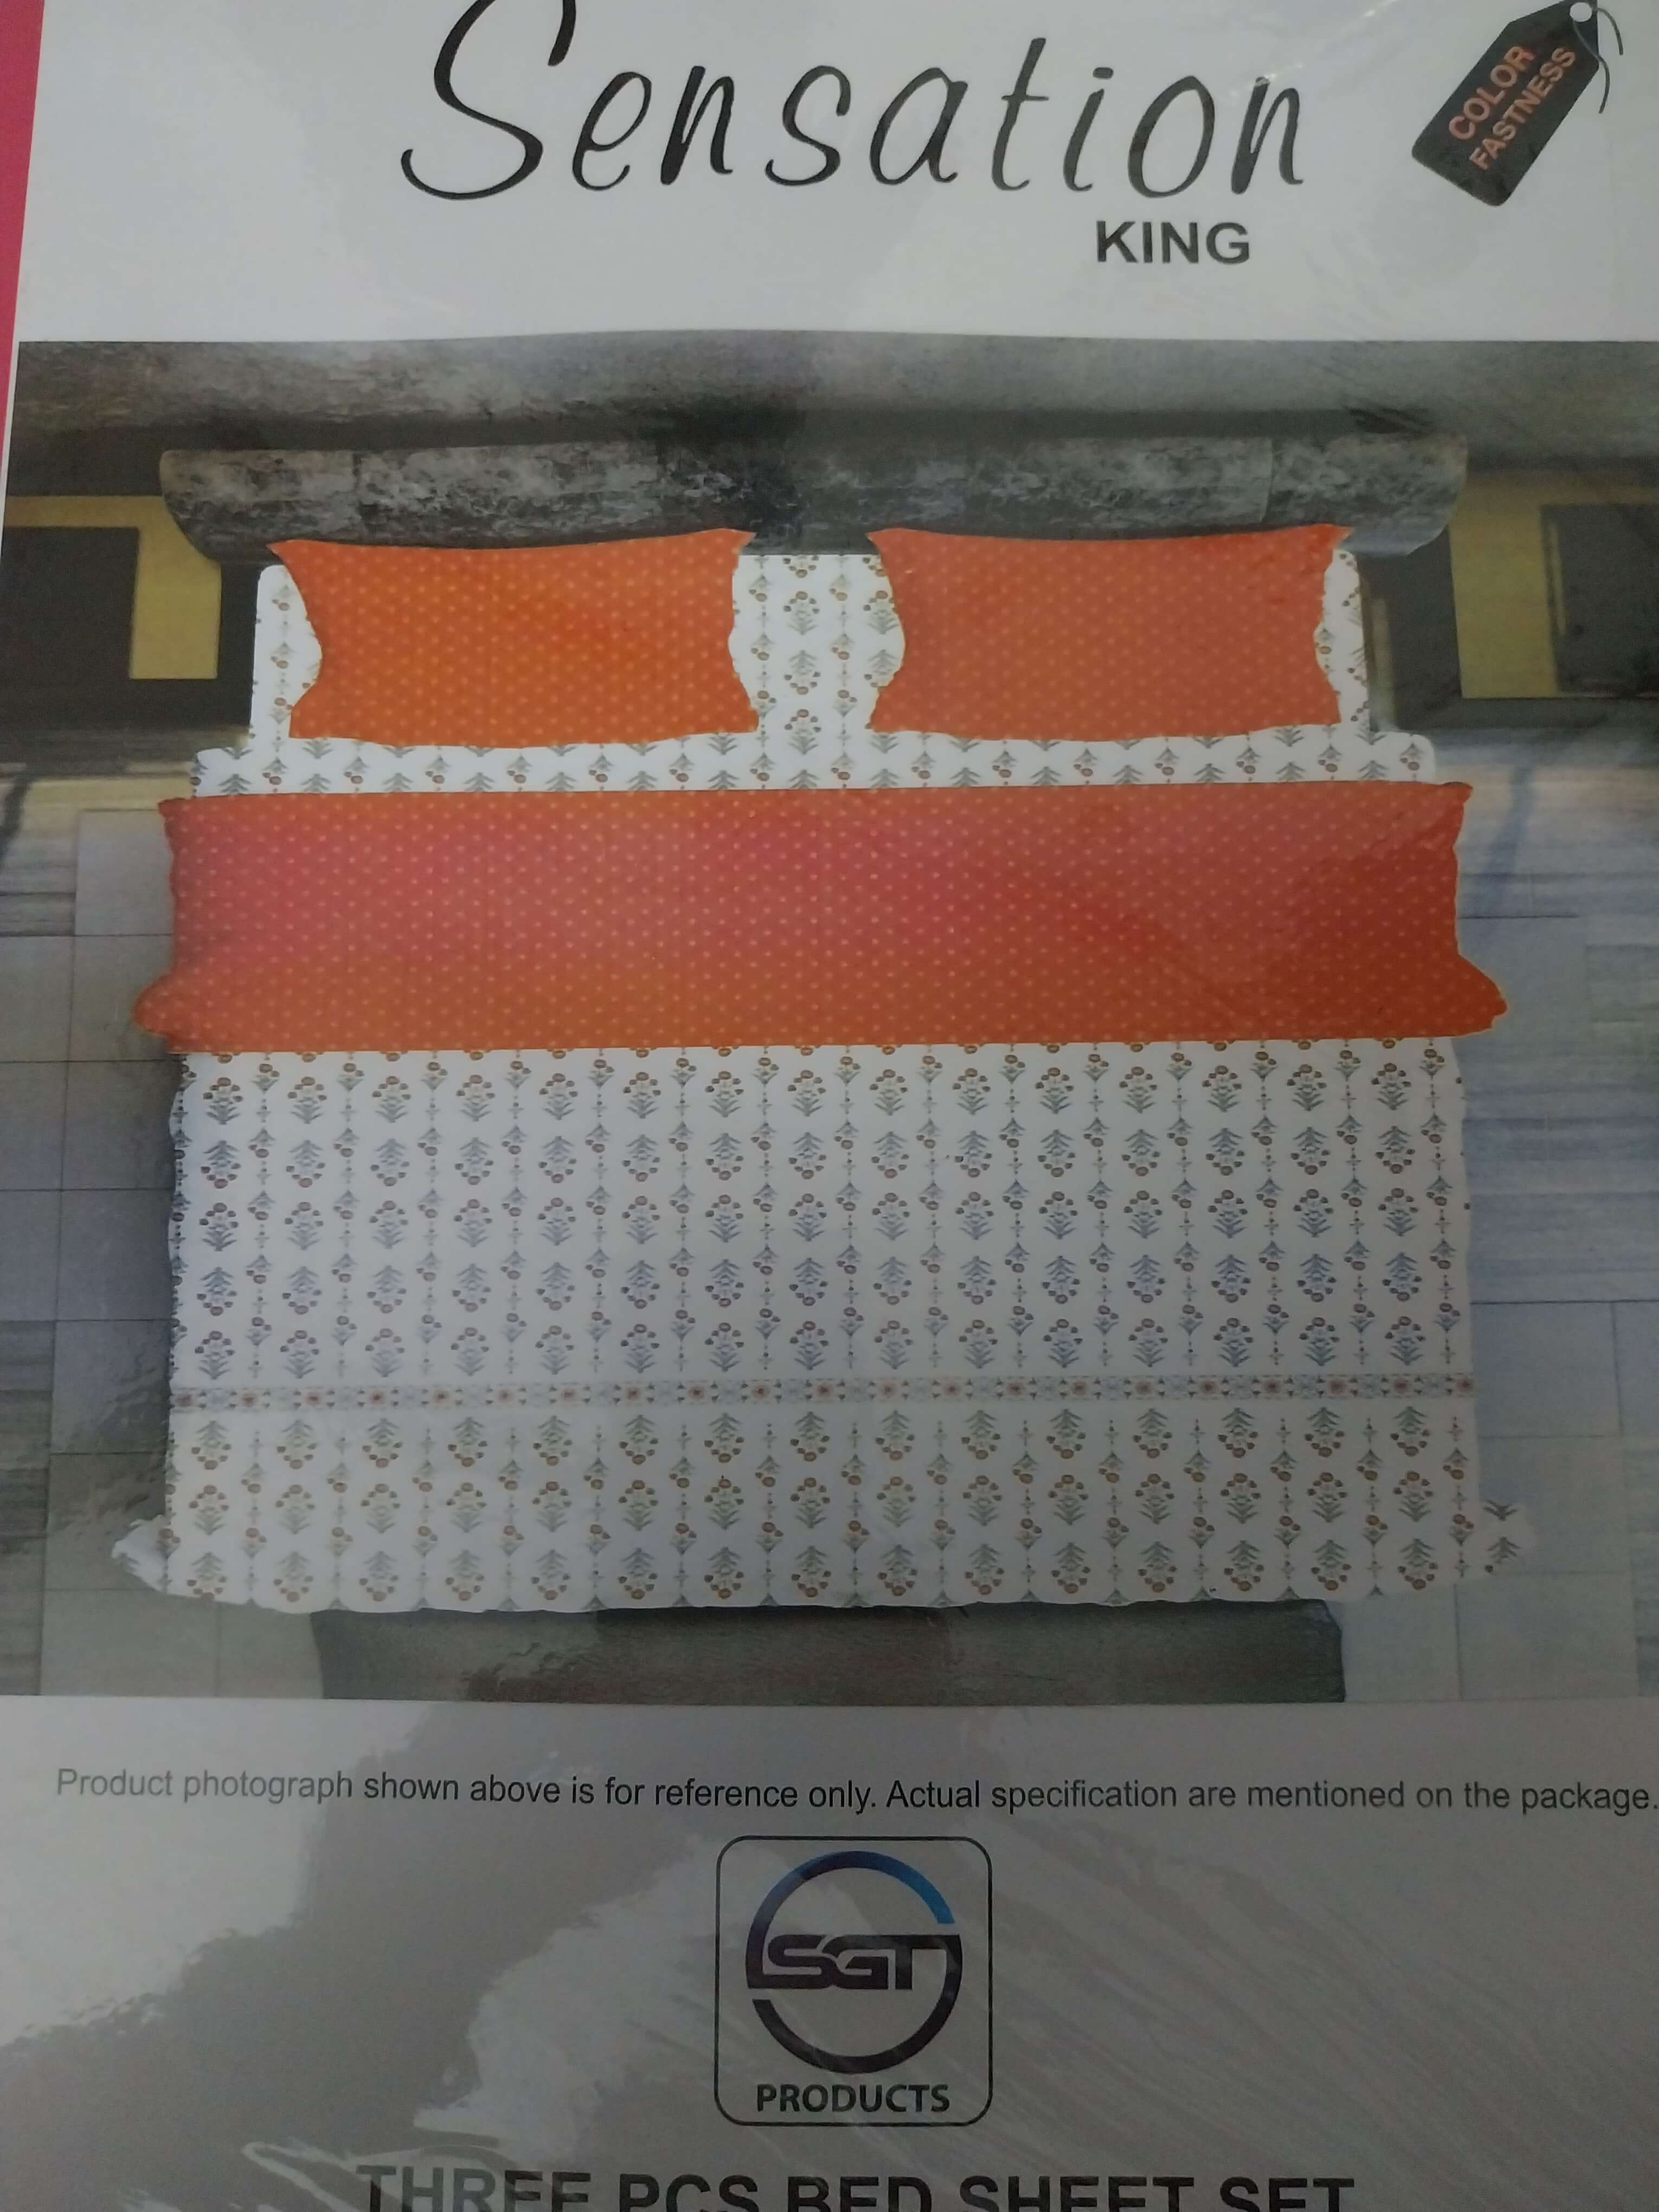 Sensation
KING
COLOR
FASTNESS
Product photograph shown above is for reference only. Actual specification are mentioned on the package.
SGT
PRODUCTS
THREE PCS BED SHEET SET